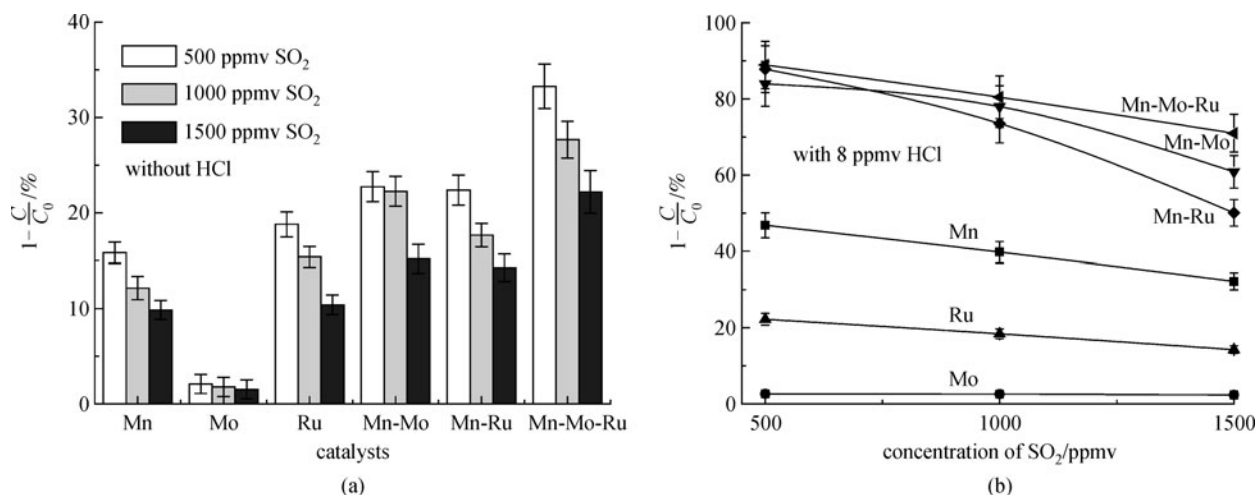 40
30
20
10
0
1– C/C0 /%
500 ppmv SO2
1000 ppmv SO2
1500 ppmv SO2
without HCl
Mn Mo Ru Mn-Mo Mn-Ru Mn-Mo-Ru
catalysts
(a)
100
80
60
40
20
0
1– C/C0 /%
Mn-Mo-Ru
Mn-Mo
with 8 ppmv HCl
Mn-Ru
Mn
Ru
Mo
500 1000 1500
concentration of SO2/ppmv
(b)